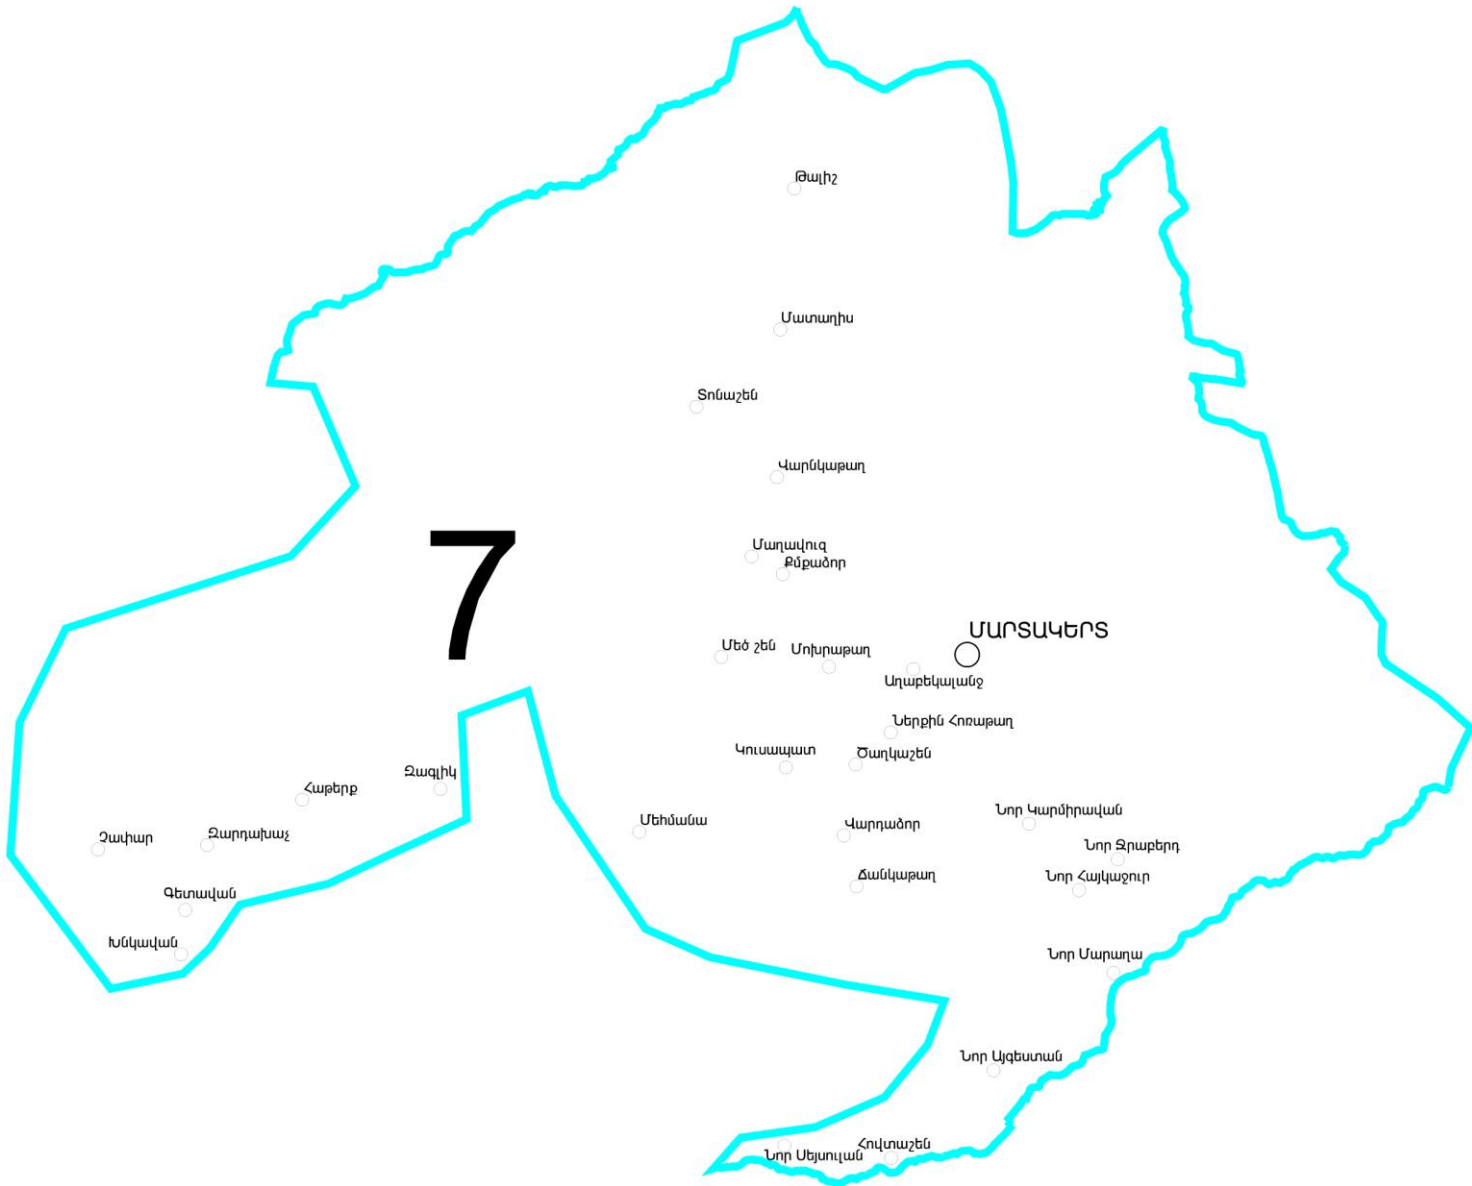 Թալիշ
Մատաղիս
Տոնաշեն
Վարնկաթաղ
Մաղավուզ
Քմքաձոր
7
ՄԱՐՏԱԿԵՐՏ
Մեծ շեն
Մոխրաթաղ
Աղաբեկալանջ
Ներքին Հոռաթաղ
Կուսապատ
Ծաղկաշեն
Զագլիկ
Հաթերք
Մեհմանա
Վարդաձոր
Նոր Կարմիրավան
Չափար
Զարդախաչ
Նոր Ջրաբերդ
Ճանկաթաղ
Նոր Հայկաջուր
Գետավան
Խնկավան
Նոր Մարաղա
Նոր Այգեստան
Հովտաշեն
Նոր Սեյսուլան